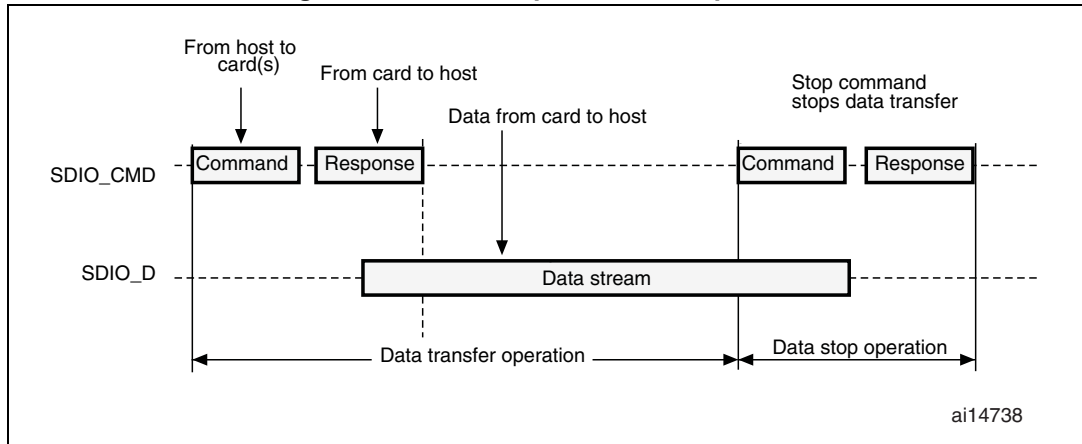 From host to
card(s)
From card to host
Data from card to host
Stop command
stops data transfer
SDIO_CMD
Command
Response
Command
Response
SDIO_D
Data stream
Data transfer operation
Data stop operation
ai14738